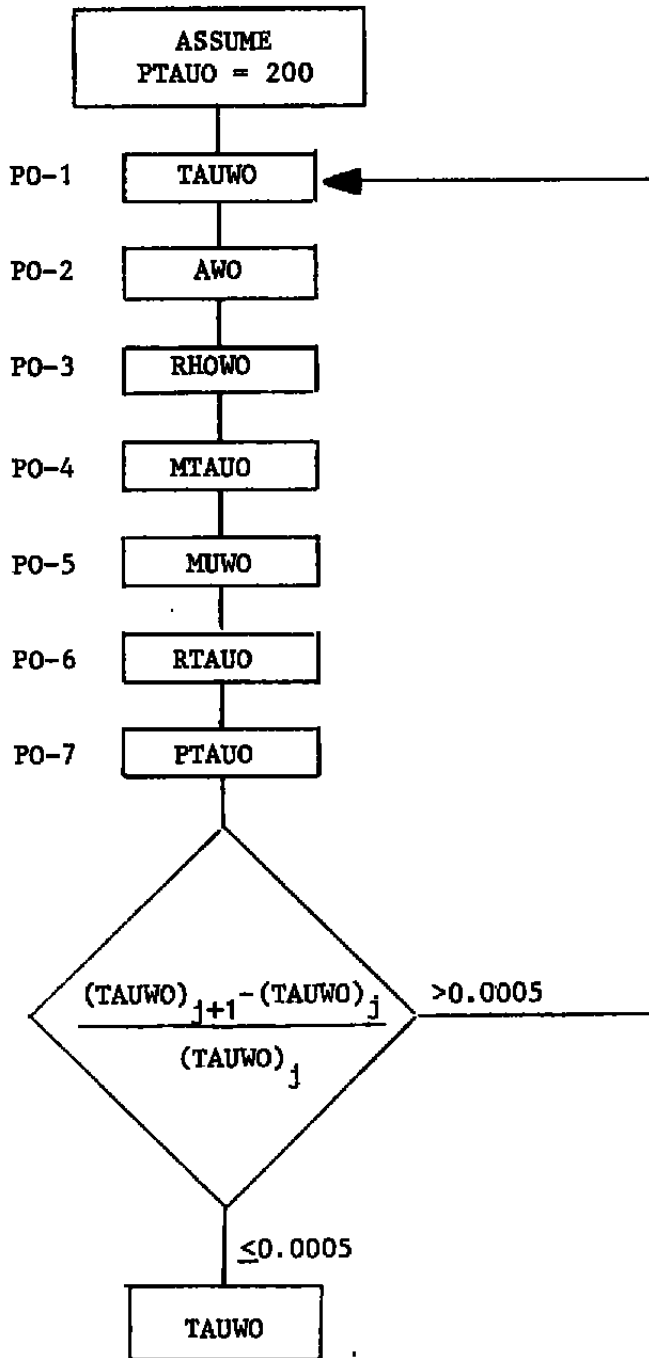 ASSUME
PTAUO = 200
PO-1 TAUWO
PO-2 AWO
PO-3 RHOWO
PO-4 MTAUO
PO-5 MUWO
PO-6 RTAUO
PO-7 PTAUO
(TAUWO)j+1-(TAUWO)j
(TAUWO)j
>0.0005
≤0.0005
TAUWO